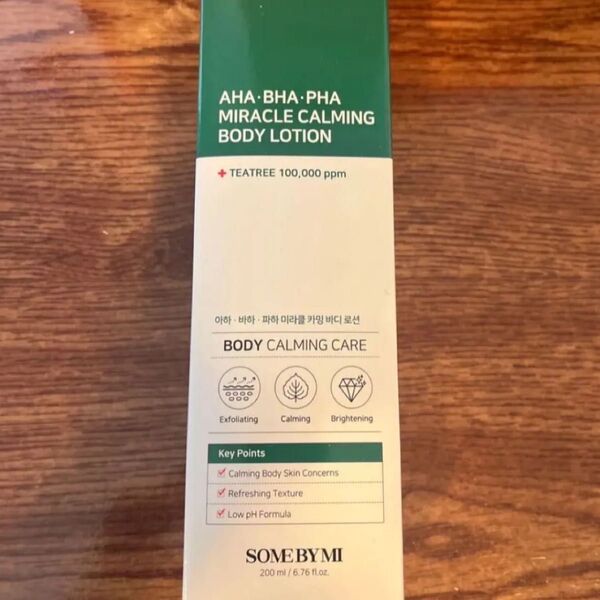 AHA·BHA·PHA
MIRACLE CALMING
BODY LOTION
+ TEATREE 100,000 ppm
아하 · 바하 · 파하 미라클 카밍 바디 로션
BODY CALMING CARE
Exfoliating Calming Brightening
Key Points
Calming Body Skin Concerns
Refreshing Texture
Low pH Formula
SOME BY MI
200 ml / 6.76 fl.oz.